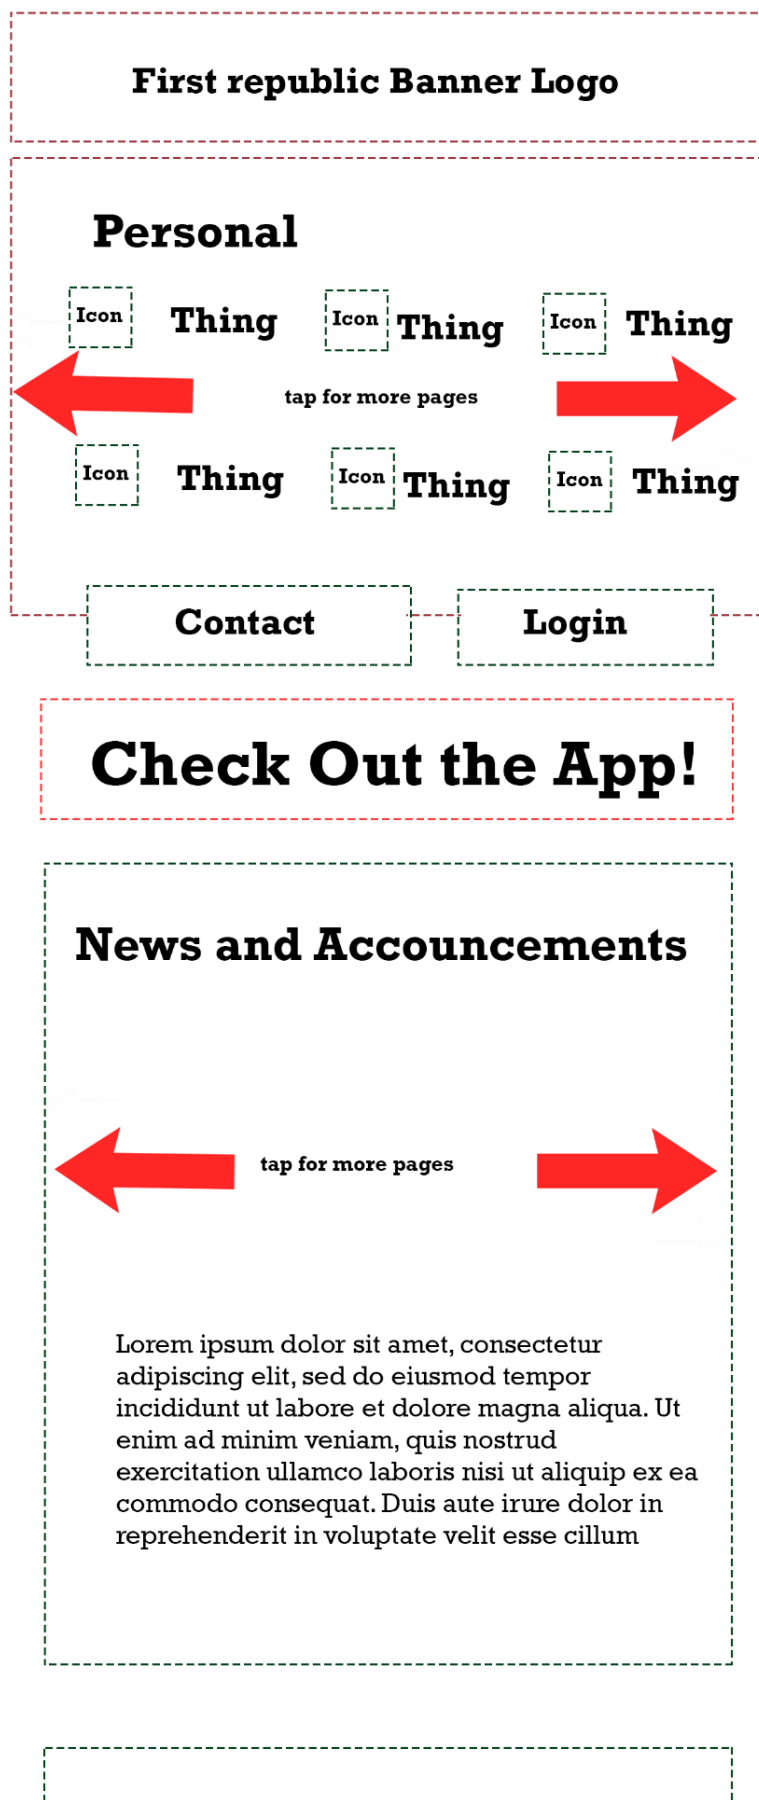 First republic Banner Logo
Personal
Icon Thing Icon Thing Icon Thing
tap for more pages
Icon Thing Icon Thing Icon Thing
Contact Login
Check Out the App!
News and Accouncements
tap for more pages
Lorem ipsum dolor sit amet, consectetur
adipiscing elit, sed do eiusmod tempor
incididunt ut labore et dolore magna aliqua. Ut
enim ad minim veniam, quis nostrud
exercitation ullamco laboris nisi ut aliquip ex ea
commodo consequat. Duis aute irure dolor in
reprehenderit in voluptate velit esse cillum